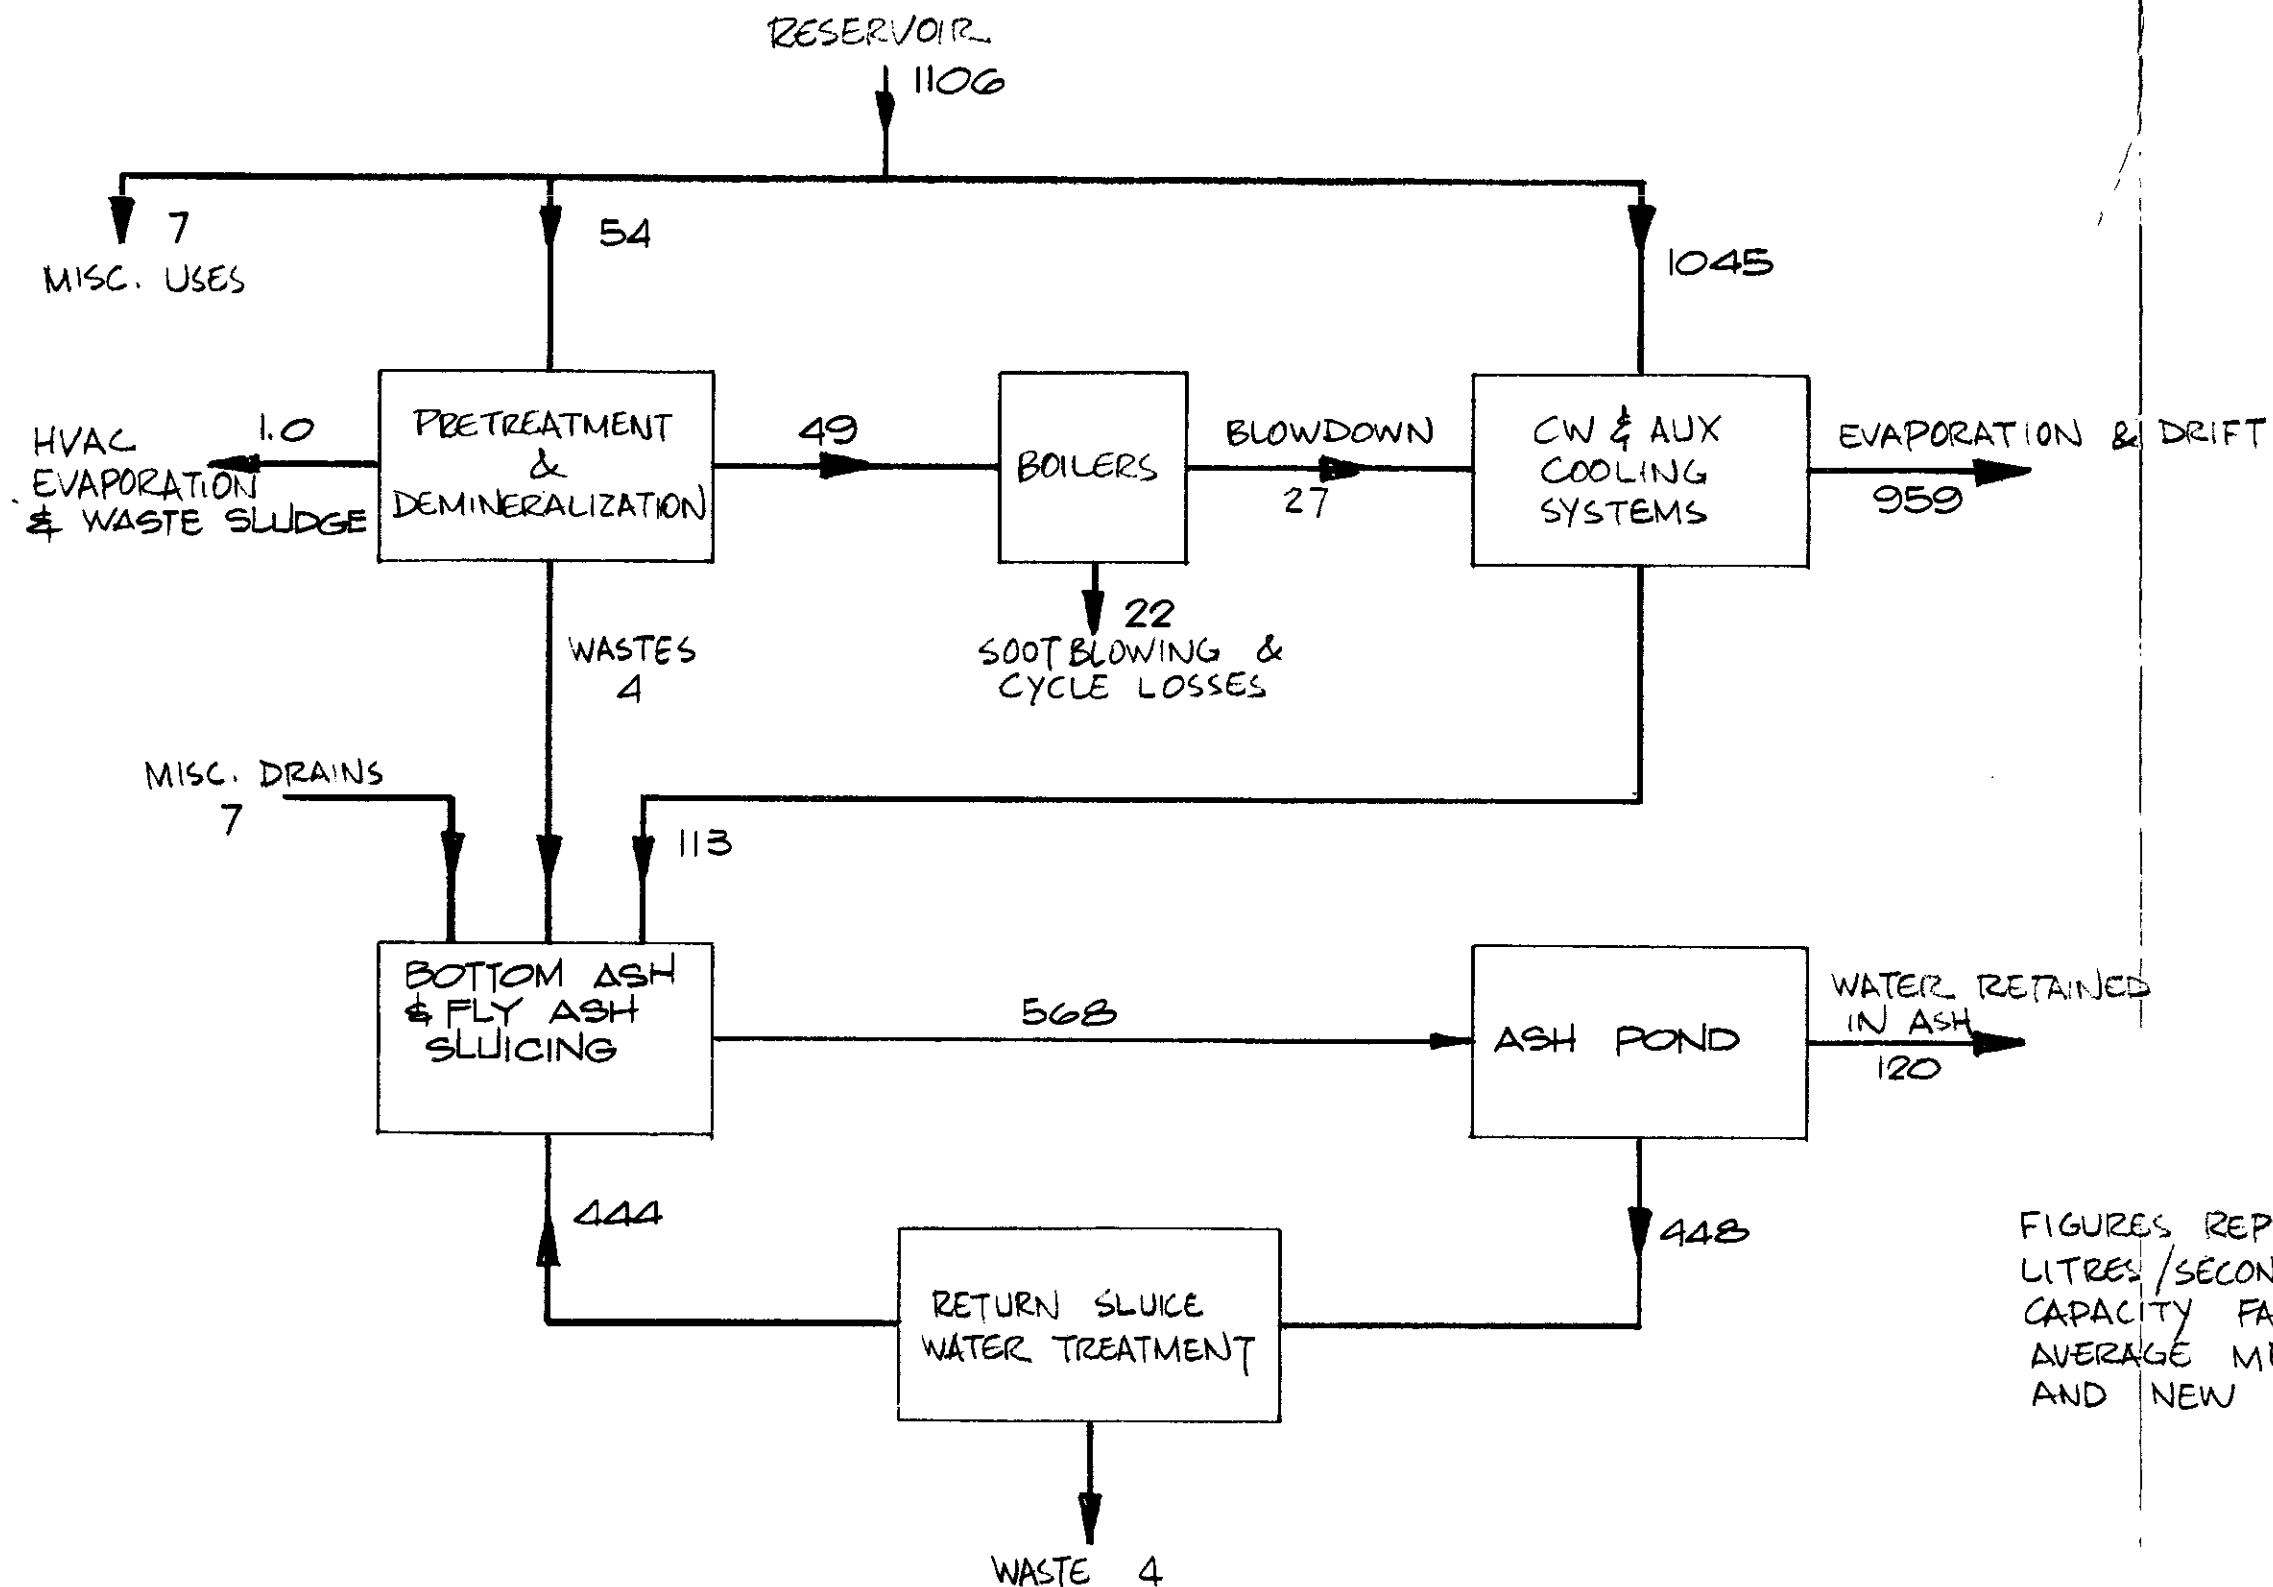 RESERVOIR
1106
7
MISC. USES
54
1045
HVAC
EVAPORATION
& WASTE SLUDGE
1.0
PRETREATMENT
&
DEMINERALIZATION
49
BOILERS
BLOWDOWN
27
CW & AUX
COOLING
SYSTEMS
EVAPORATION & DRIFT
959
22
SOOTBLOWING &
CYCLE LOSSES
WASTES
4
MISC. DRAINS
7
113
BOTTOM ASH
& FLY ASH
SLUICING
568
ASH POND
WATER RETAINED
IN ASH
120
444
448
RETURN SLUICE
WATER TREATMENT
WASTE 4
FIGURES REP
LITRES/SECON
CAPACITY FA
AVERAGE
AND NEW